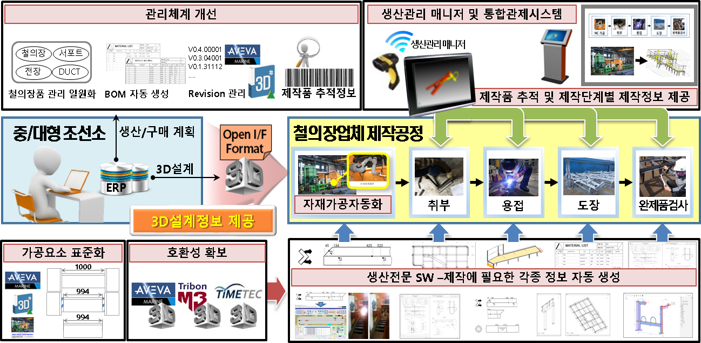 관리체계 개선
철의장
서포트
전장
DUCT
철의장품 관리 일원화
MATERIAL LIST
BOM 자동 생성
V0.4.00001
V0.3.04001
V0.1.31112
AVEVA
MARINE
3D
Revision 관리
제작품 추적정보
생산관리 매니저 및 통합관제시스템
생산관리 매니저
제작품 추적 및 제작단계별 제작정보 제공
중/대형 조선소
생산/구매 계획
3D설계
ERP
Open I/F
Format
3D
3D설계정보 제공
철의장업체 제작공정
자재가공자동화
취부
용접
도장
완제품검사
가공요소 표준화
1000
AVEVA
MARINE
994
3D
994
호환성 확보
AVEVA
MARINE
Tribon
M3
TIMETEC
3D
3D
3D
MATERIAL LIST
생산전문 SW –제작에 필요한 각종 정보 자동 생성